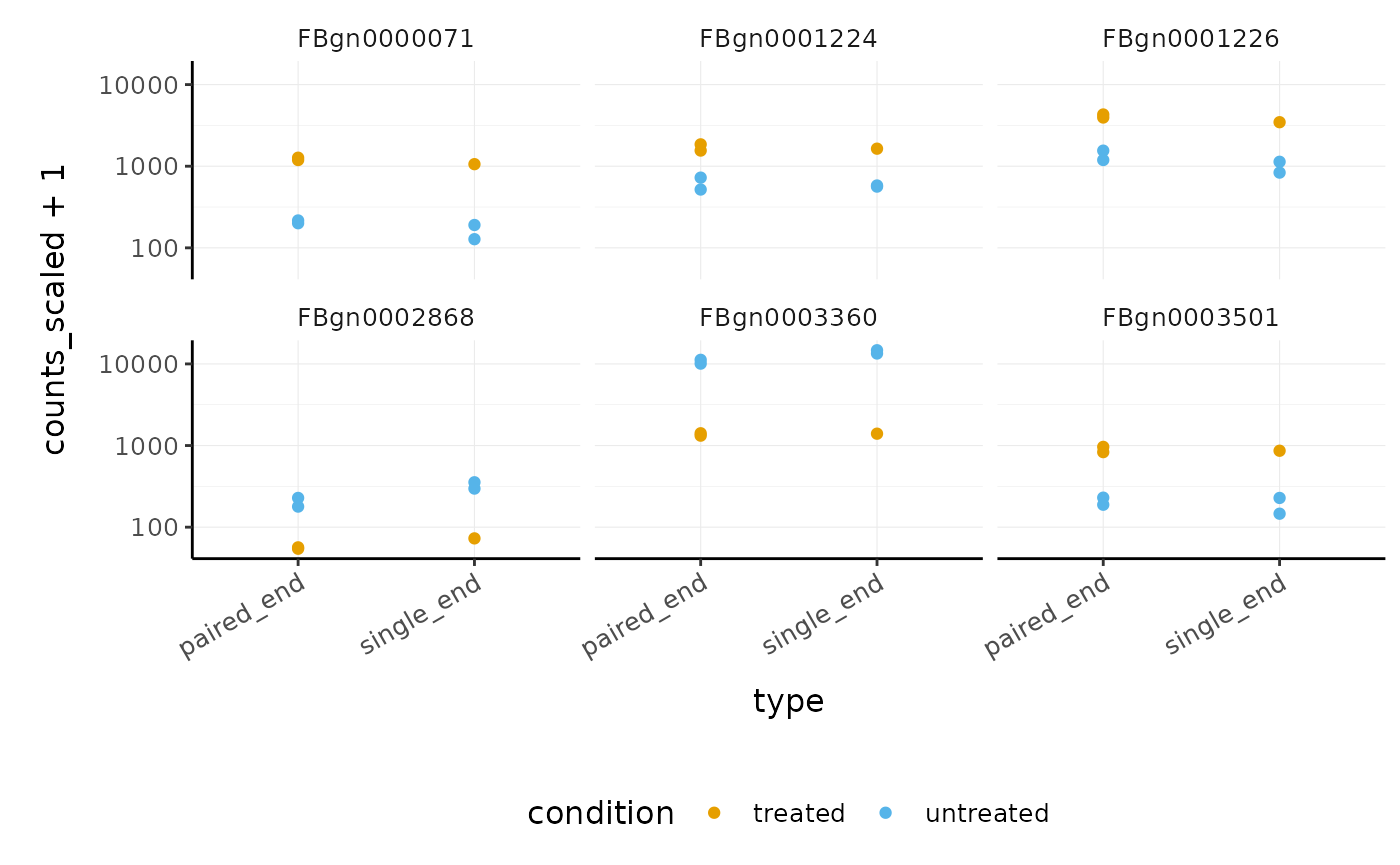 FBgn0000071 FBgn0001224 FBgn0001226
10000
1000
100
counts_scaled + 1
FBgn0002868 FBgn0003360 FBgn0003501
10000
1000
100
paired_end single_end paired_end single_end paired_end single_end
type
condition treated untreated